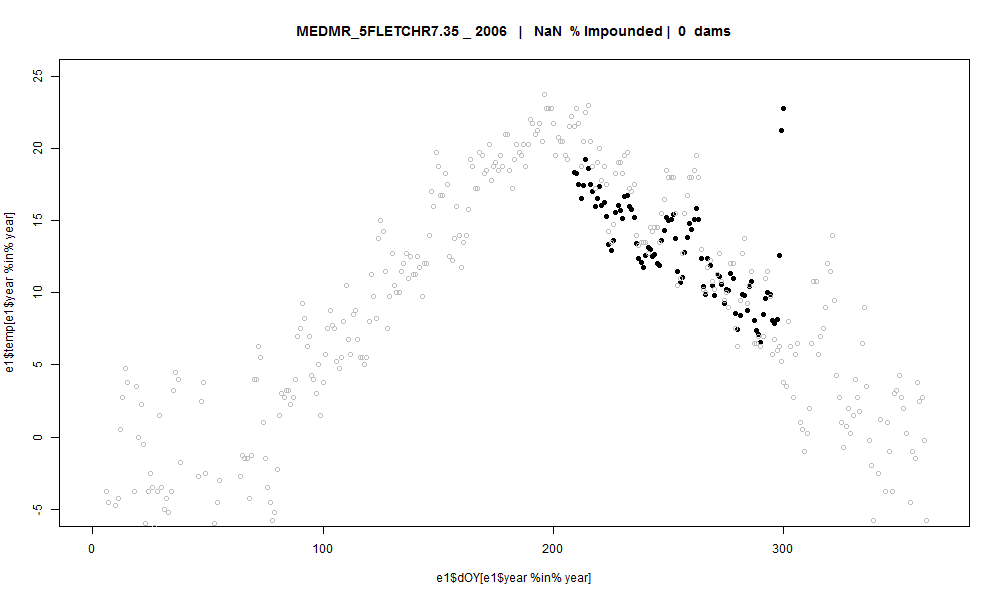 MEDMR_5FLETCHR7.35 _ 2006 | NaN % Impounded | 0 dams
e1$temp[e1$year %in% year]
25
20
15
10
5
0
-5
0 100 200 300
e1$dOY[e1$year %in% year]